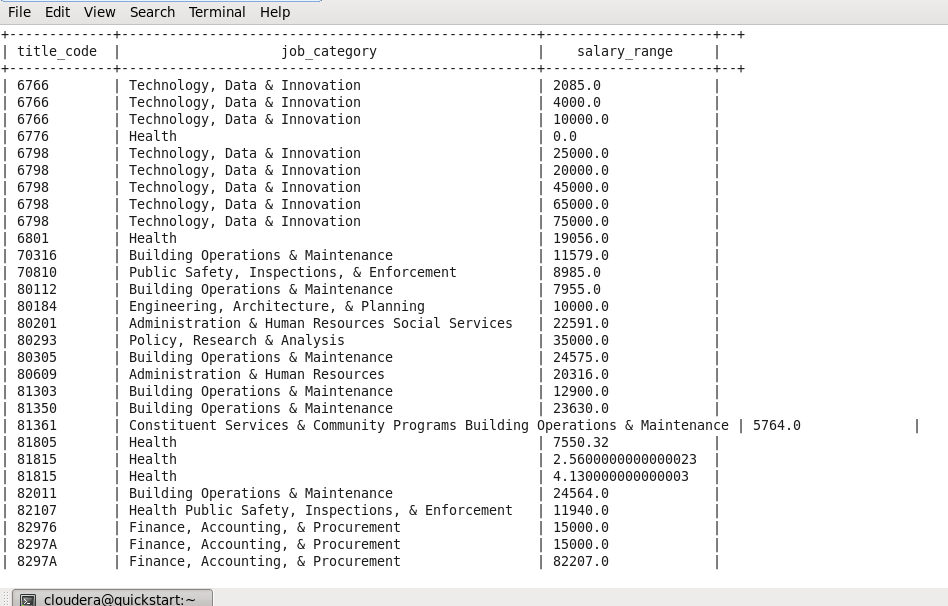 File Edit View Search Terminal Help
+-------------+----------------------------------------------------+---------------------+--+
| title_code | job_category | salary_range |
+-------------+----------------------------------------------------+---------------------+--+
| 6766 | Technology, Data & Innovation | 2085.0 |
| 6766 | Technology, Data & Innovation | 4000.0 |
| 6766 | Technology, Data & Innovation | 10000.0 |
| 6776 | Health | 0.0 |
| 6798 | Technology, Data & Innovation | 25000.0 |
| 6798 | Technology, Data & Innovation | 20000.0 |
| 6798 | Technology, Data & Innovation | 45000.0 |
| 6798 | Technology, Data & Innovation | 65000.0 |
| 6798 | Technology, Data & Innovation | 75000.0 |
| 6801 | Health | 19056.0 |
| 70316 | Building Operations & Maintenance | 11579.0 |
| 70810 | Public Safety, Inspections, & Enforcement | 8985.0 |
| 80112 | Building Operations & Maintenance | 7955.0 |
| 80184 | Engineering, Architecture, & Planning | 10000.0 |
| 80201 | Administration & Human Resources Social Services | 22591.0 |
| 80293 | Policy, Research & Analysis | 35000.0 |
| 80305 | Building Operations & Maintenance | 24575.0 |
| 80609 | Administration & Human Resources | 20316.0 |
| 81303 | Building Operations & Maintenance | 12900.0 |
| 81350 | Building Operations & Maintenance | 23630.0 |
| 81361 | Constituent Services & Community Programs Building Operations & Maintenance | 5764.0 |
| 81805 | Health | 7550.32 |
| 81815 | Health | 2.5600000000000023 |
| 81815 | Health | 4.130000000000003 |
| 82011 | Building Operations & Maintenance | 24564.0 |
| 82107 | Health Public Safety, Inspections, & Enforcement | 11940.0 |
| 82976 | Finance, Accounting, & Procurement | 15000.0 |
| 8297A | Finance, Accounting, & Procurement | 15000.0 |
| 8297A | Finance, Accounting, & Procurement | 82207.0 |
cloudera@quickstart:~